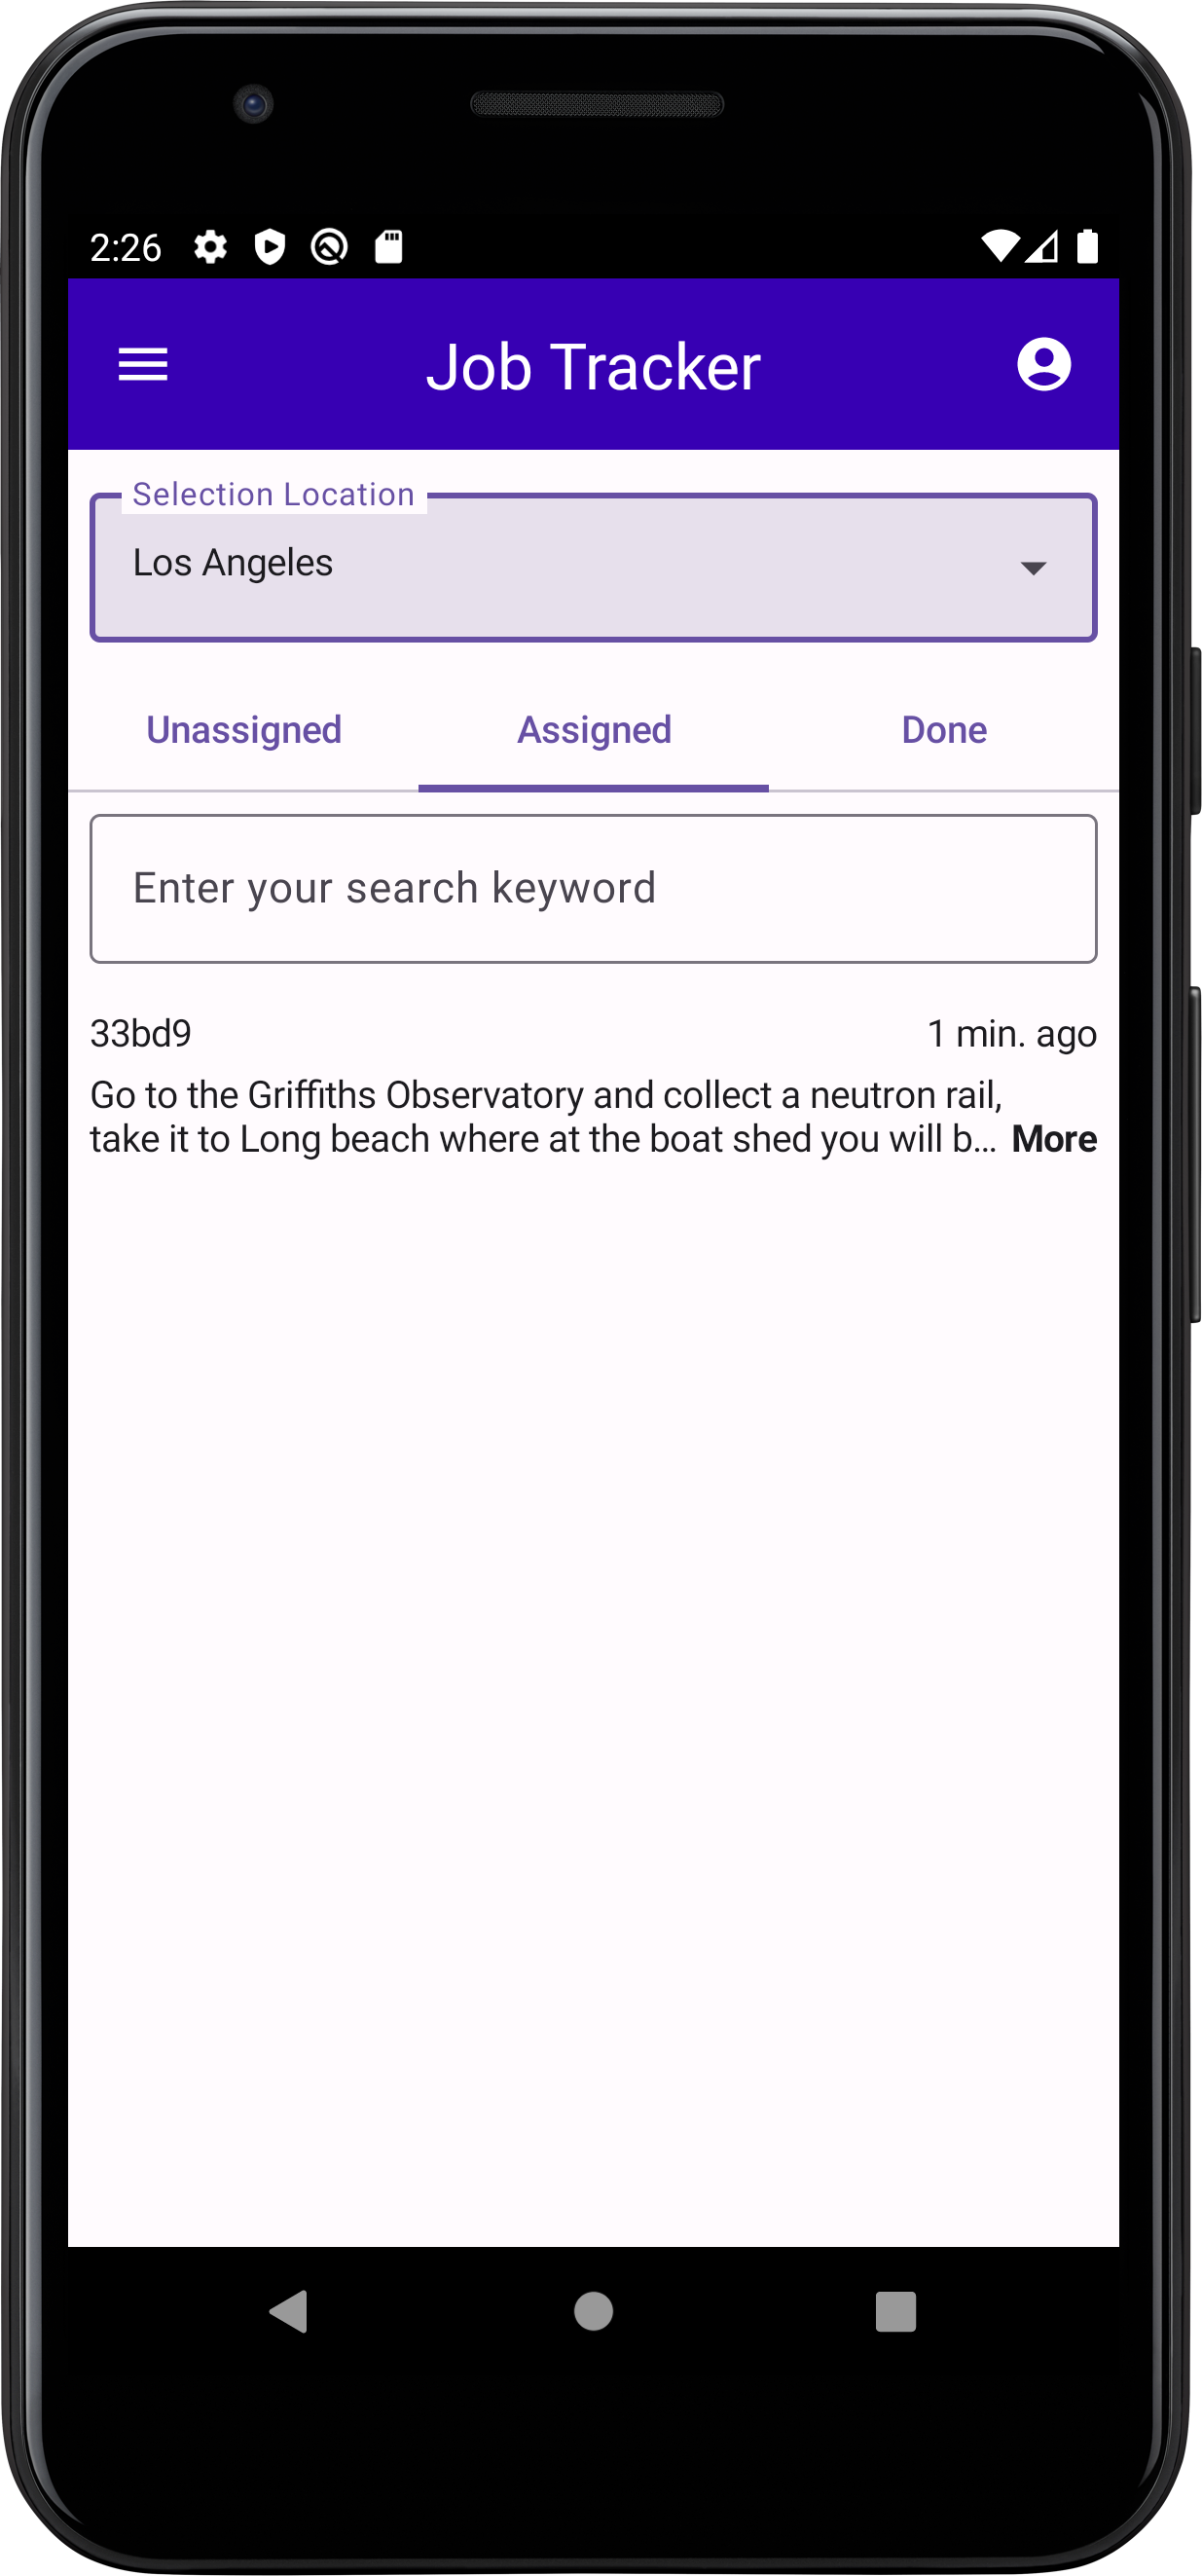 2:26
Job Tracker
Selection Location
Los Angeles
Unassigned Assigned Done
Enter your search keyword
33bd9 1 min. ago
Go to the Griffiths Observatory and collect a neutron rail,
take it to Long beach where at the boat shed you will b... More